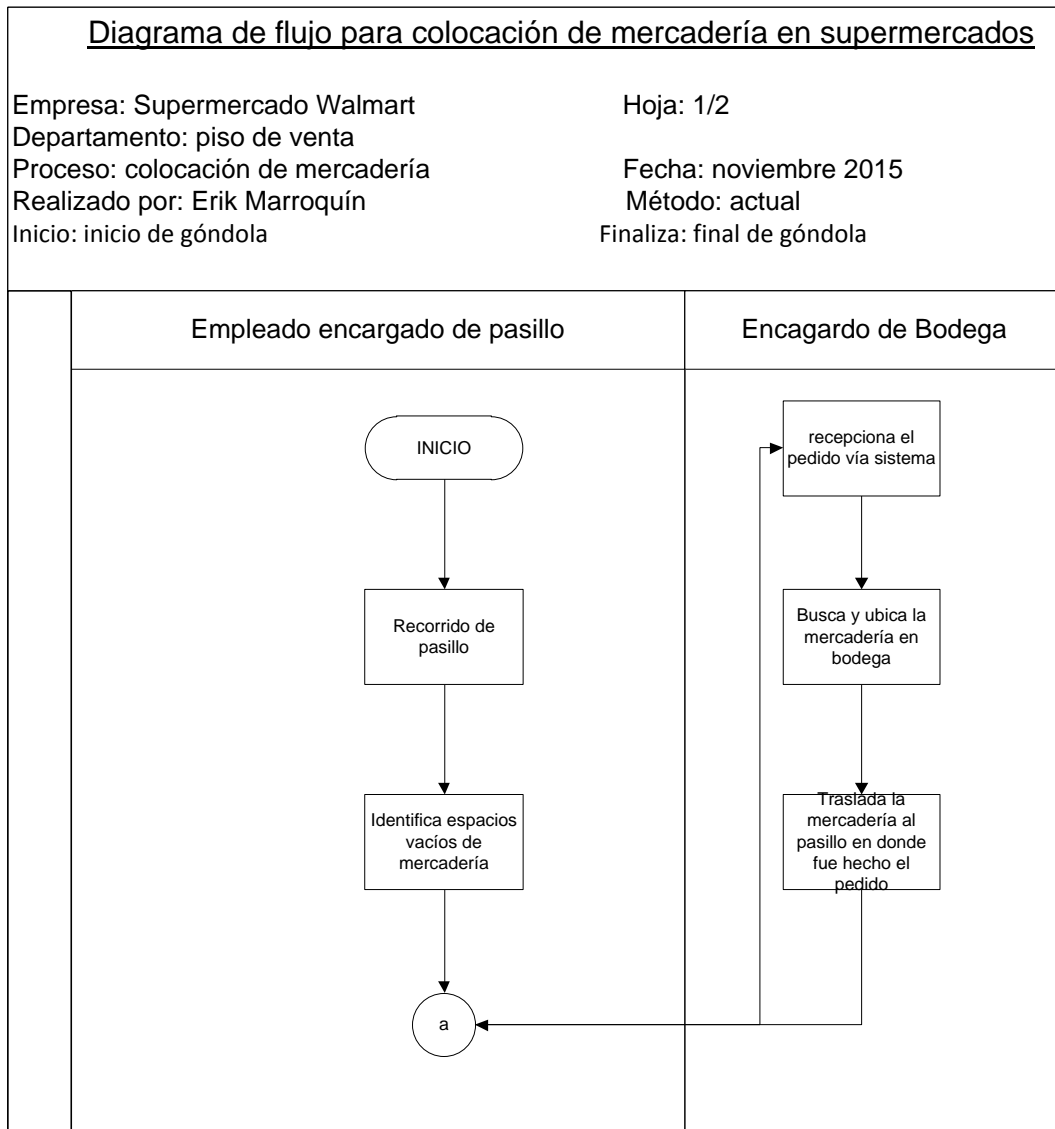 Diagrama de flujo para colocación de mercadería en supermercados
Empresa: Supermercado Walmart Hoja: 1/2
Departamento: piso de venta
Proceso: colocación de mercadería Fecha: noviembre 2015
Realizado por: Erik Marroquín Método: actual
Inicio: inicio de góndola Finaliza: final de góndola
Empleado encargado de pasillo
Encagardo de Bodega
INICIO
Recorrido de
pasillo
Identifica espacios
vacíos de
mercadería
a
recepciona el
pedido vía sistema
Busca y ubica la
mercadería en
bodega
Traslada la
mercadería al
pasillo en donde
fue hecho el
pedido